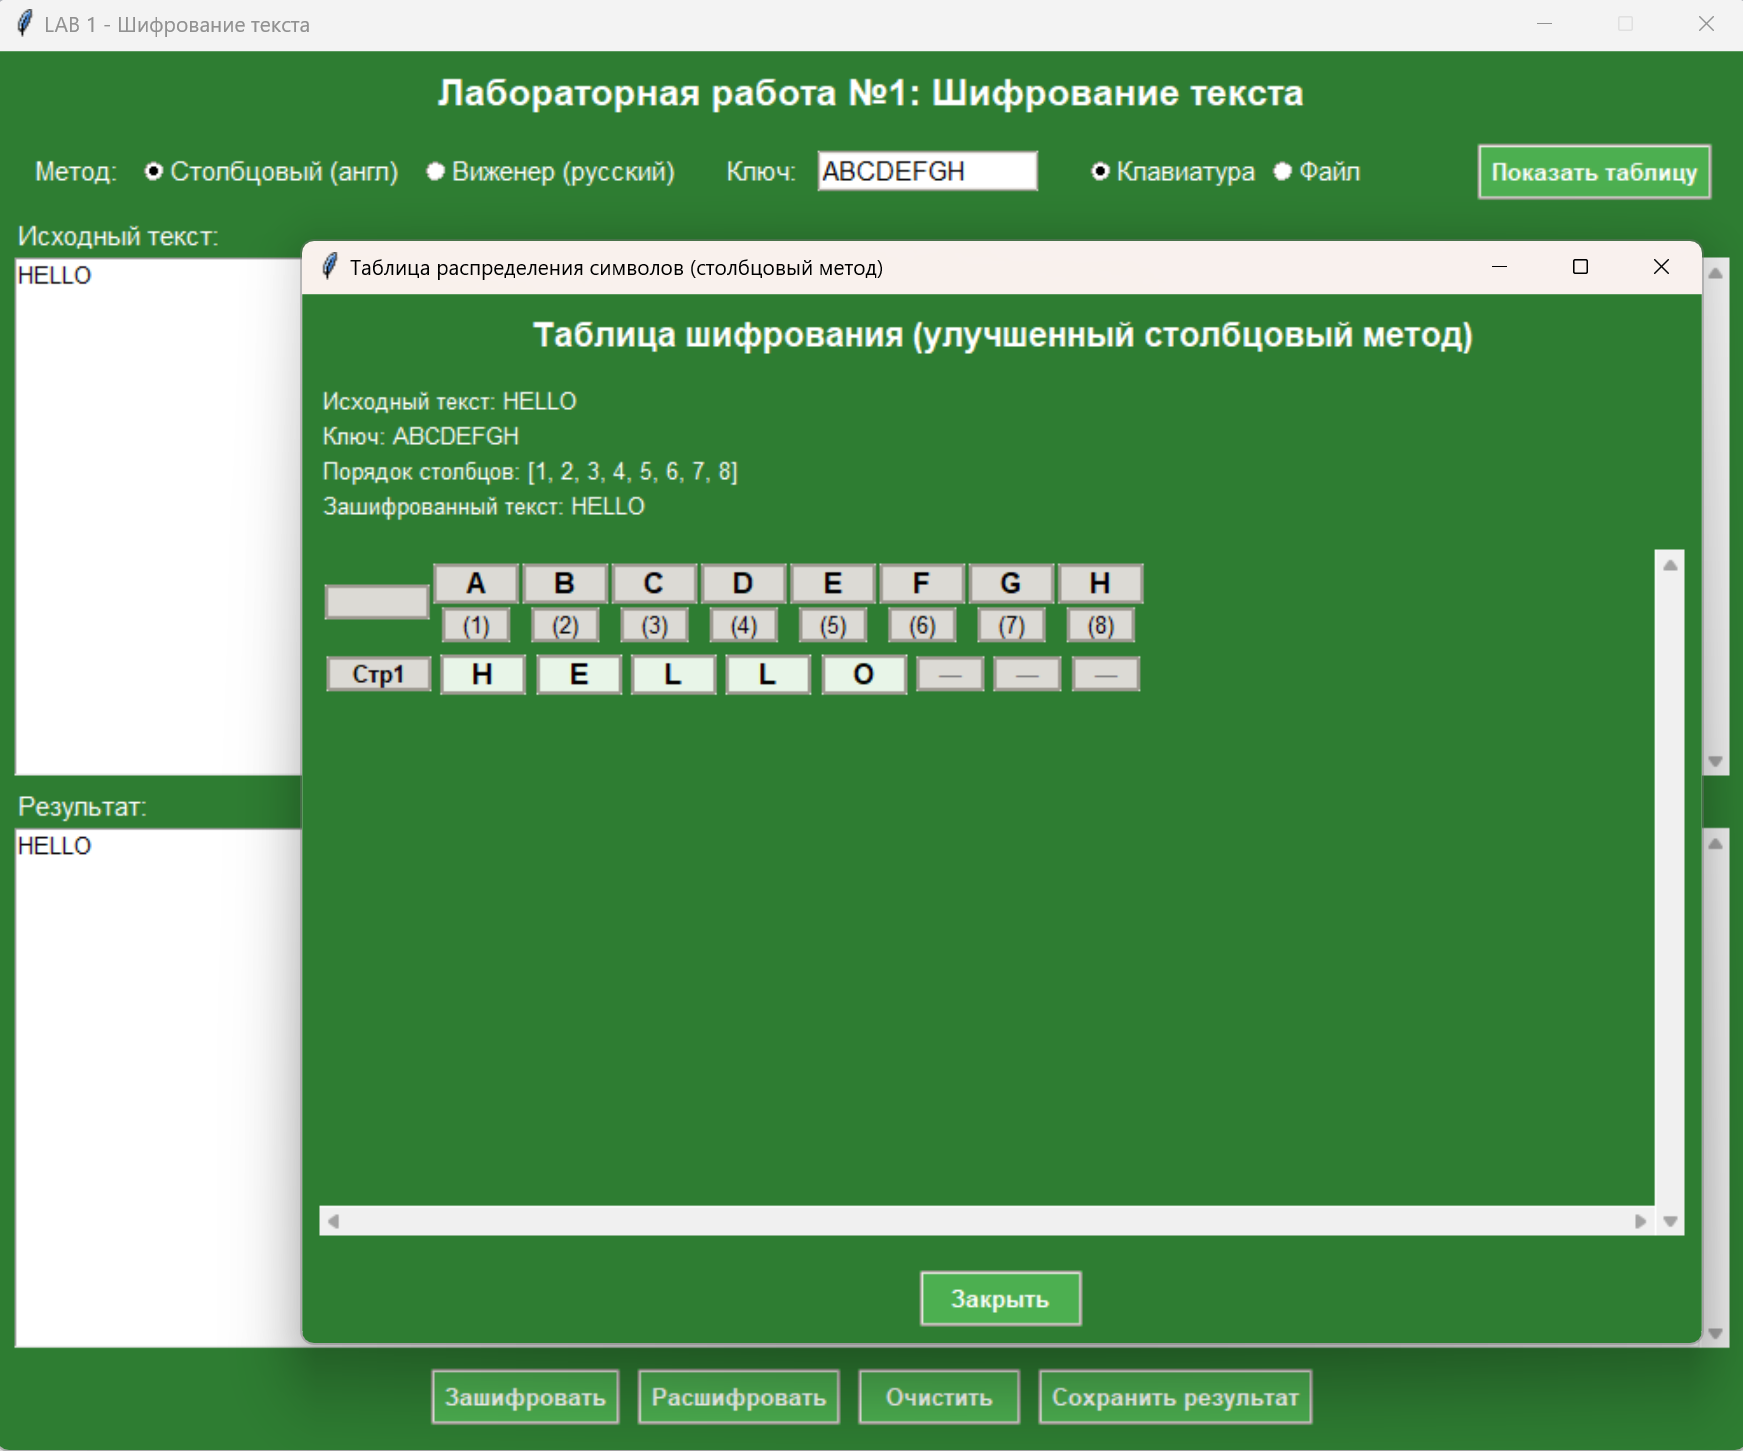 LAB 1 - Шифрование текста
Лабораторная работа №1: Шифрование текста
Метод: Столбцовый (англ) Виженер (русский) Ключ: ABCDEFGH Клавиатура Файл Показать таблицу
Исходный текст:
HELLO
Таблица распределения символов (столбцовый метод)
Таблица шифрования (улучшенный столбцовый метод)
Исходный текст: HELLO
Ключ: ABCDEFGH
Порядок столбцов: [1, 2, 3, 4, 5, 6, 7, 8]
Зашифрованный текст: HELLO
A B C D E F G H
(1) (2) (3) (4) (5) (6) (7) (8)
Стр1 H E L L O — — —
Результат:
HELLO
Закрыть
Зашифровать Расшифровать Очистить Сохранить результат